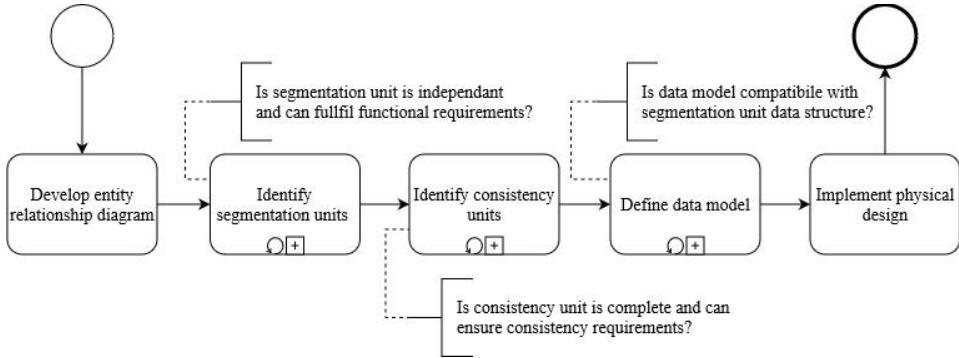 Is segmentation unit is independant
and can fullfil functional requirements?
Is data model compatibile with
segmentation unit data structure?
Develop entity
relationship diagram
Identify
segmentation units
+
Identify consistency
units
+
Define data model
+
Implement physical
design
Is consistency unit is complete and can
ensure consistency requirements?